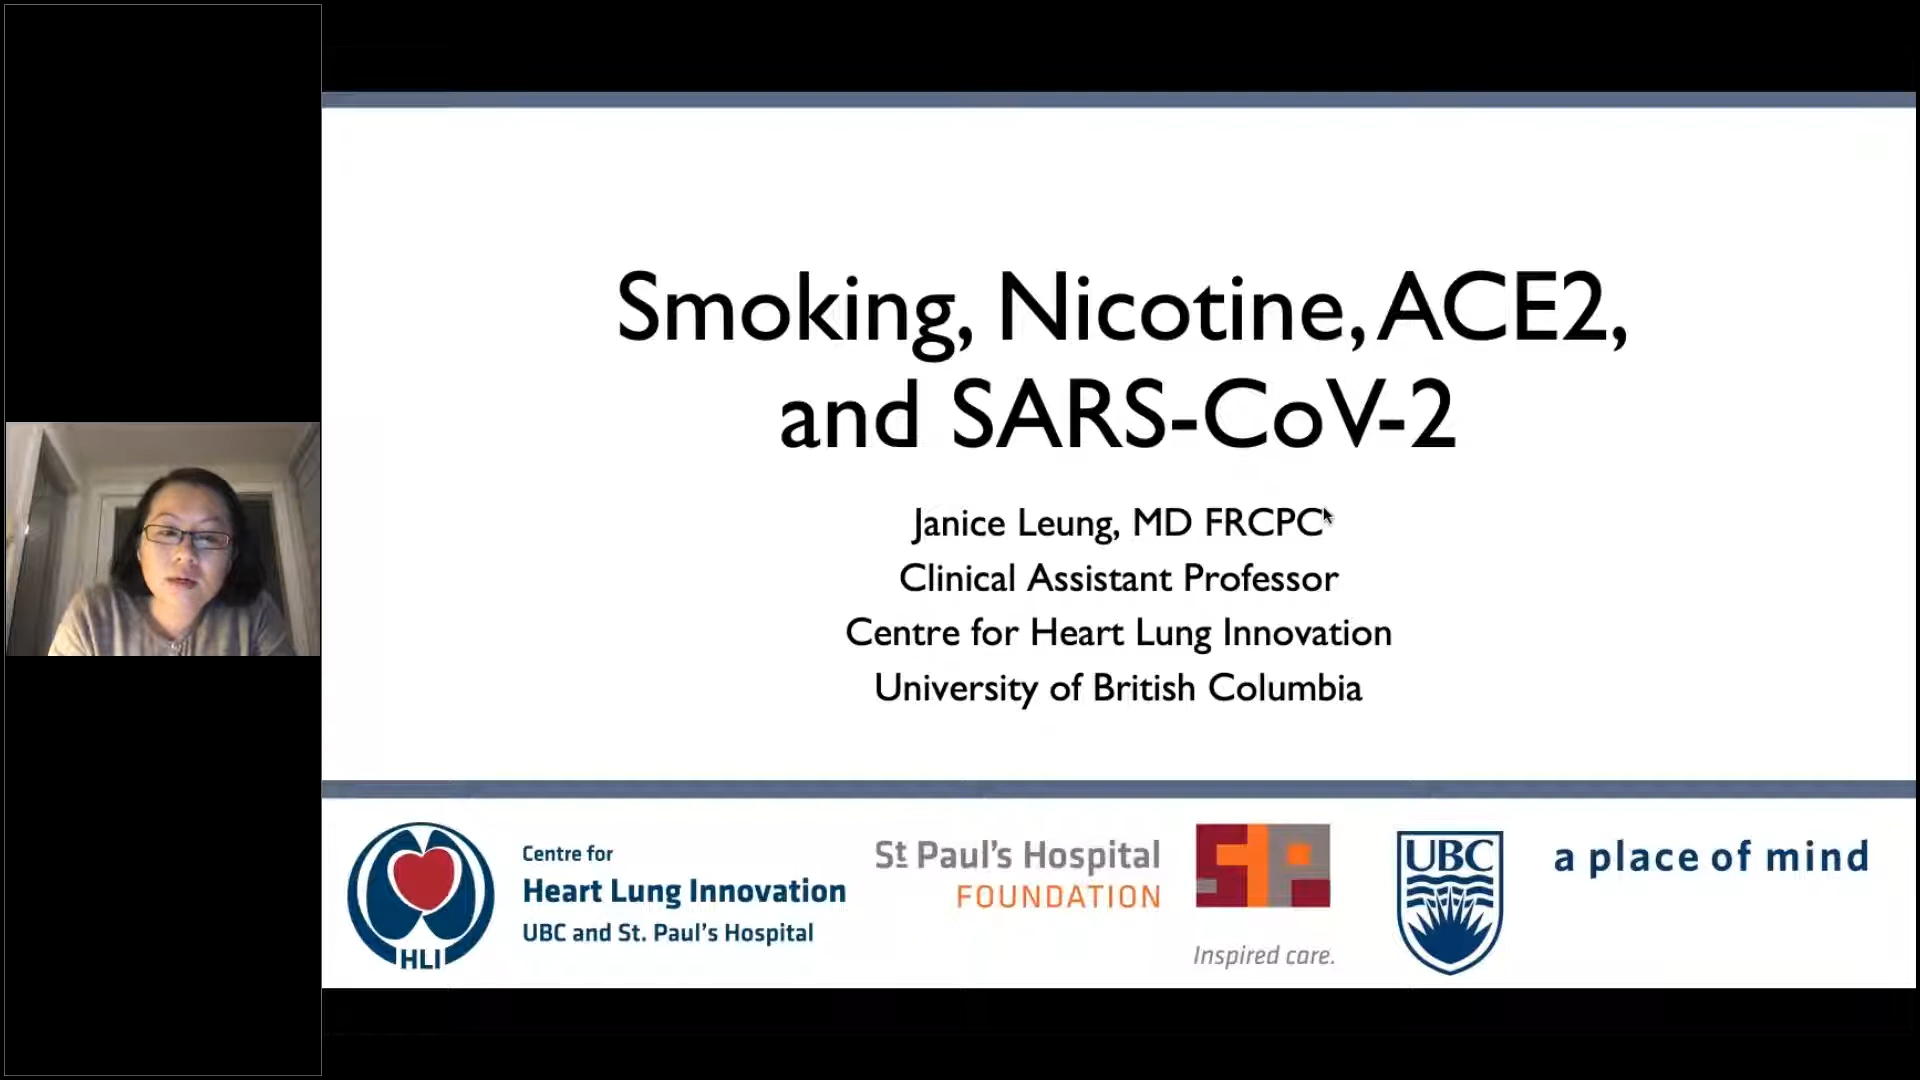 Smoking, Nicotine, ACE2,
and SARS-CoV-2
Janice Leung, MD FRCPC
Clinical Assistant Professor
Centre for Heart Lung Innovation
University of British Columbia
HLI
Centre for
Heart Lung Innovation
UBC and St. Paul's Hospital
St Paul's Hospital
FOUNDATION
SP
Inspired care.
UBC
a place of mind